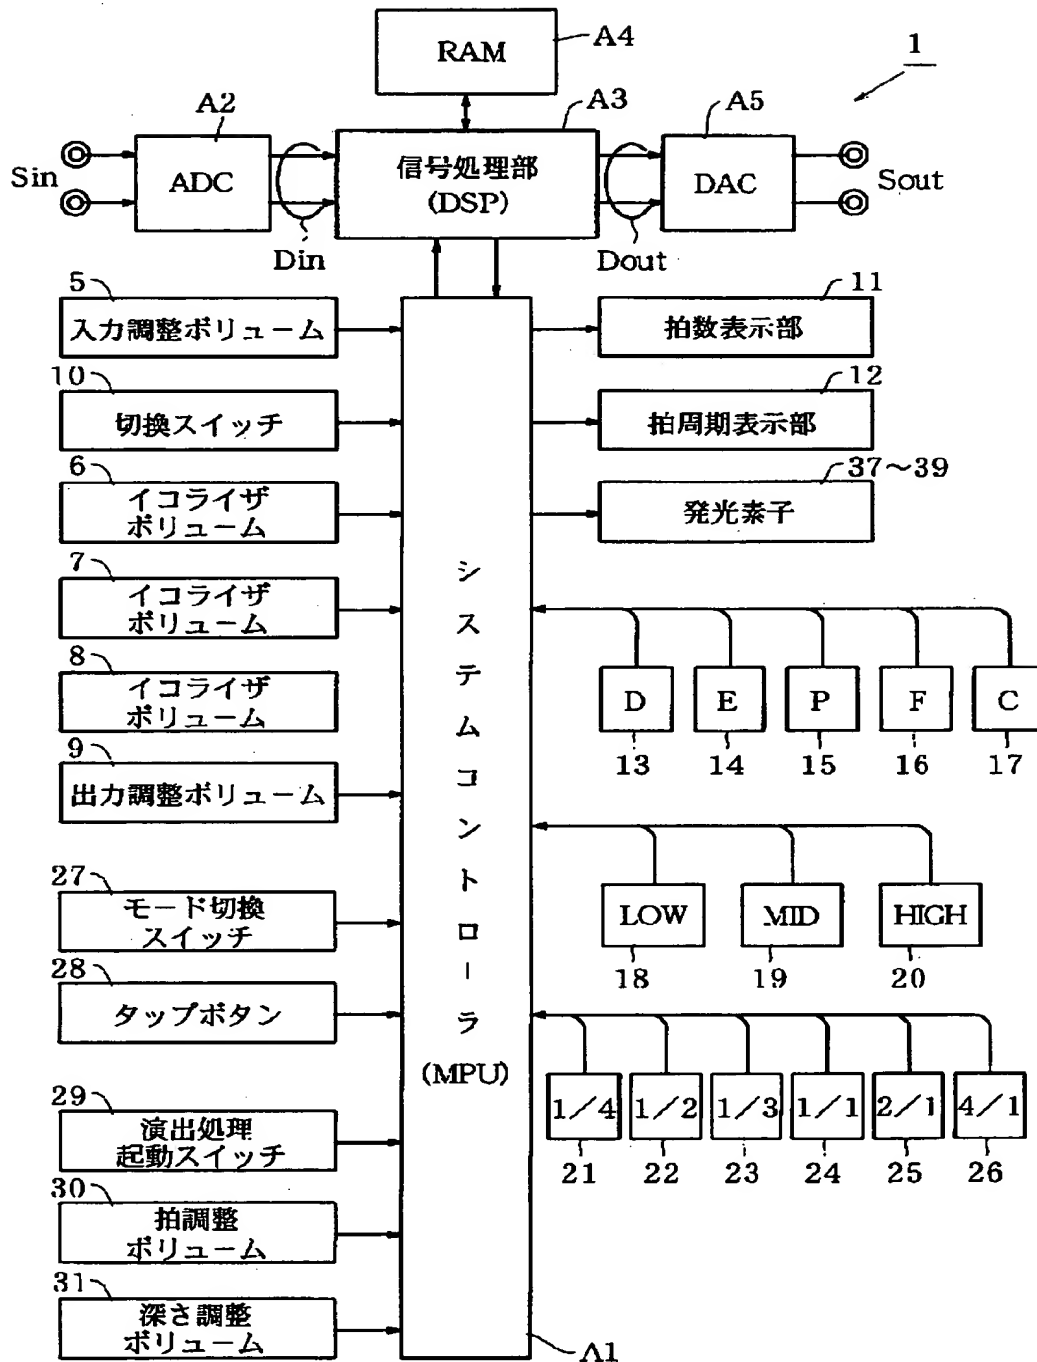 RAM
A4
1
A2
A3
A5
Sin
ADC
信号処理部
(DSP)
DAC
Sout
Din
Dout
5
入力調整ボリューム
11
拍数表示部
10
切換スイッチ
12
拍周期表示部
6
イコライザ
ボリューム
37～39
発光素子
7
イコライザ
ボリューム
8
イコライザ
ボリューム
D
E
P
F
C
13
14
15
16
17
9
出力調整ボリューム
システムコントローラ
(MPU)
27
モード切換
スイッチ
LOW
MID
HIGH
18
19
20
28
タップボタン
29
演出処理
起動スイッチ
1／4
1／2
1／3
1／1
2／1
4／1
21
22
23
24
25
26
30
拍調整
ボリューム
31
深さ調整
ボリューム
A1